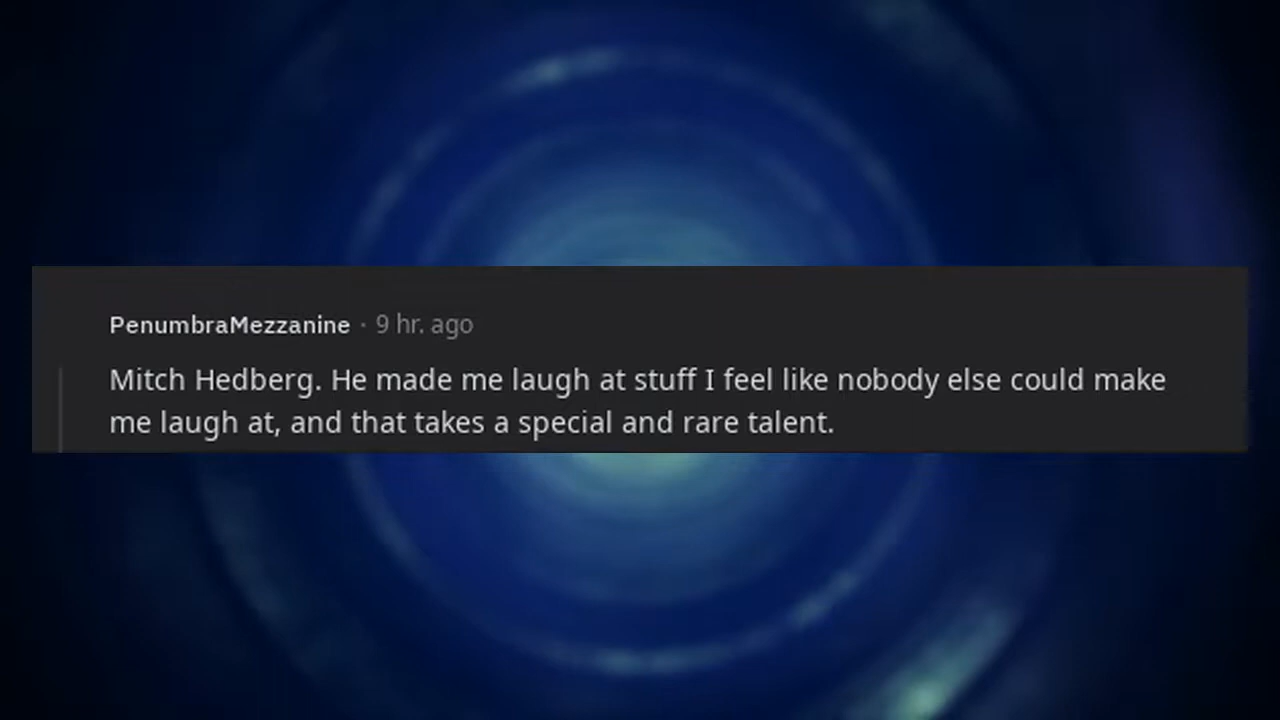 PenumbraMezzanine · 9 hr. ago
Mitch Hedberg. He made me laugh at stuff I feel like nobody else could make
me laugh at, and that takes a special and rare talent.